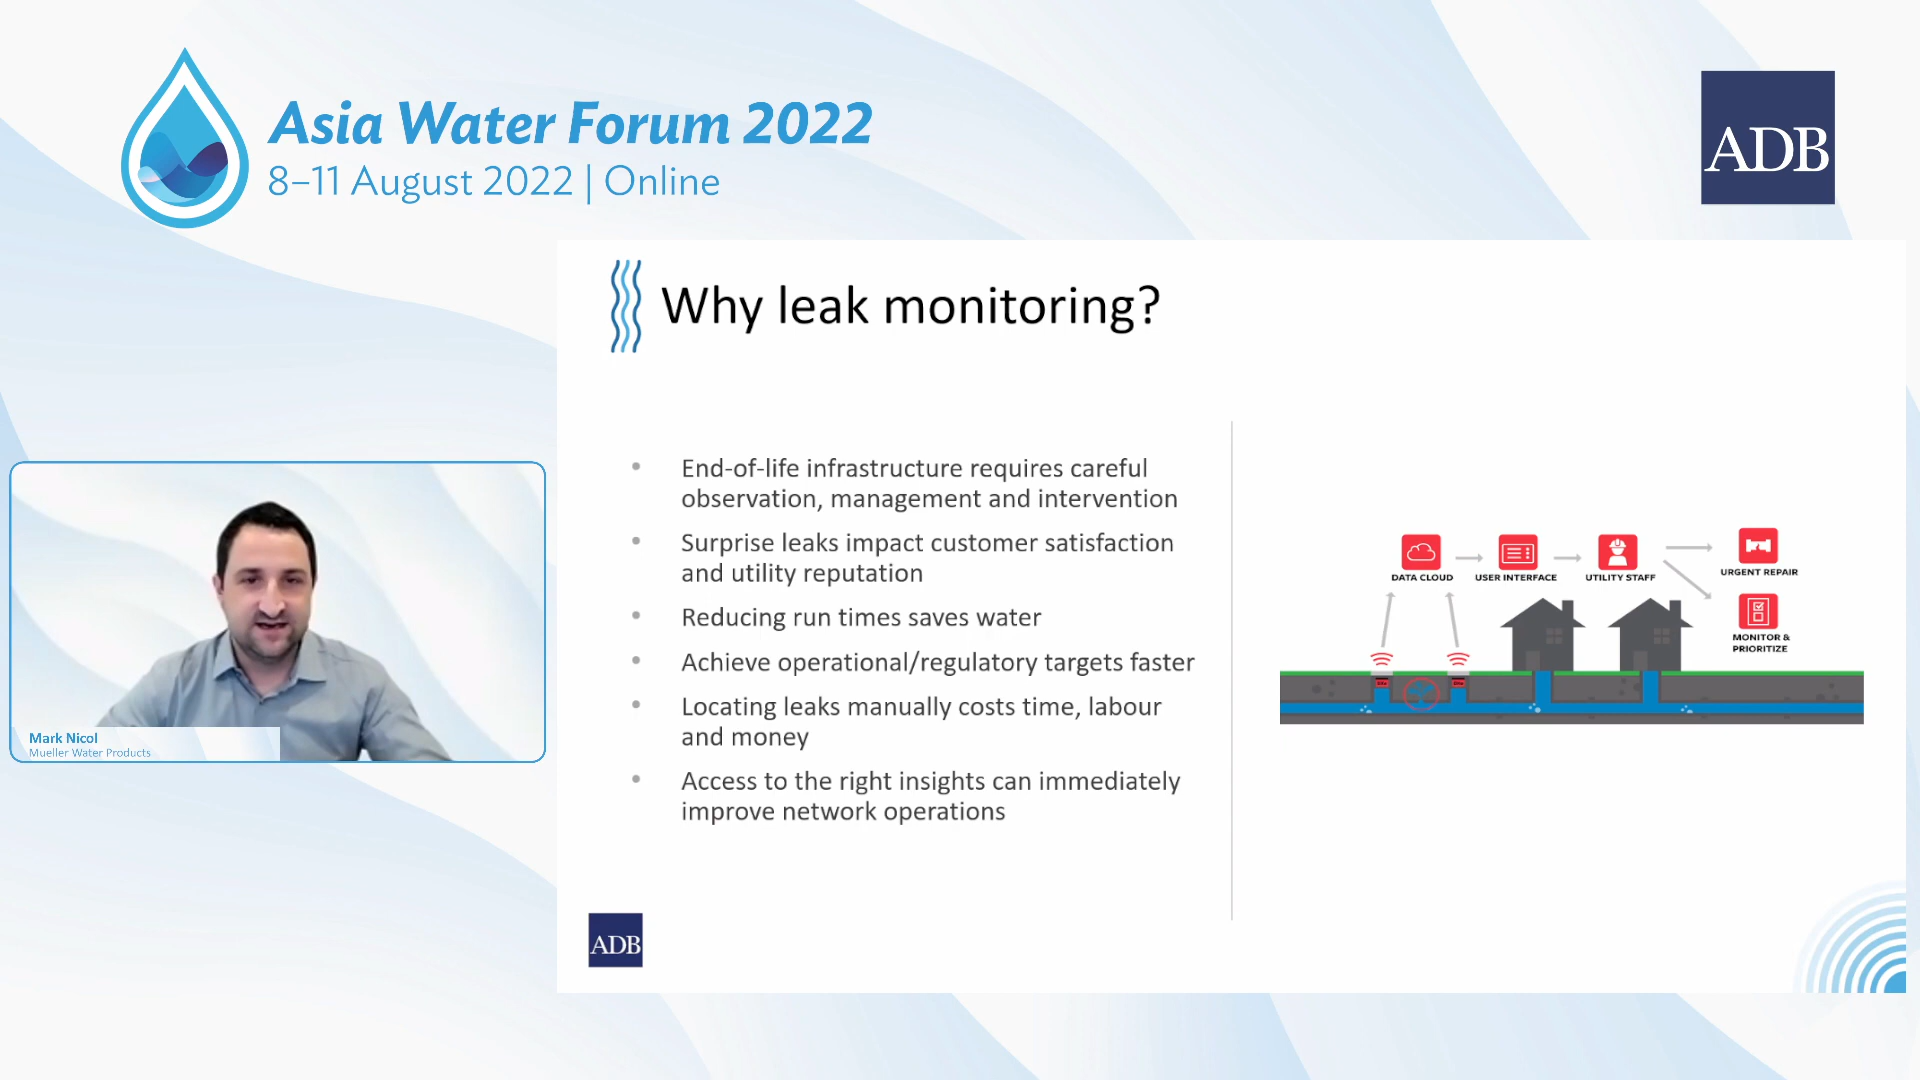 Asia Water Forum 2022
8–11 August 2022 | Online
ADB
Why leak monitoring?
• End-of-life infrastructure requires careful
observation, management and intervention
• Surprise leaks impact customer satisfaction
and utility reputation
• Reducing run times saves water
• Achieve operational/regulatory targets faster
• Locating leaks manually costs time, labour
and money
• Access to the right insights can immediately
improve network operations
DATA CLOUD
USER INTERFACE
UTILITY STAFF
URGENT REPAIR
MONITOR &
PRIORITIZE
Mark Nicol
Mueller Water Products
ADB